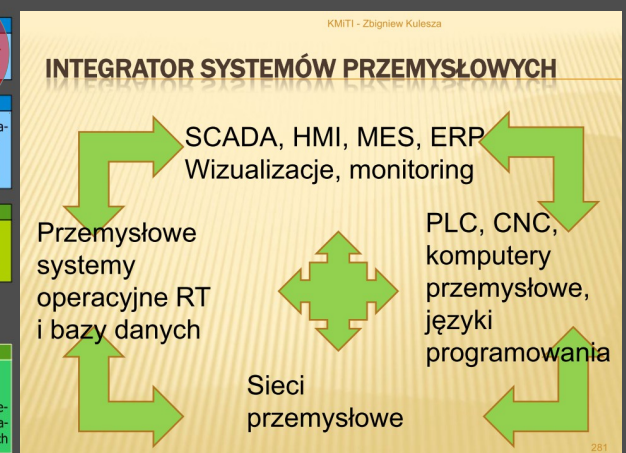 KMiTI - Zbigniew Kulesza
INTEGRATOR SYSTEMÓW PRZEMYSŁOWYCH
SCADA, HMI, MES, ERP
Wizualizacje, monitoring
Przemysłowe
systemy
operacyjne RT
i bazy danych
PLC, CNC,
komputery
przemysłowe,
języki
programowania
Sieci
przemysłowe
281